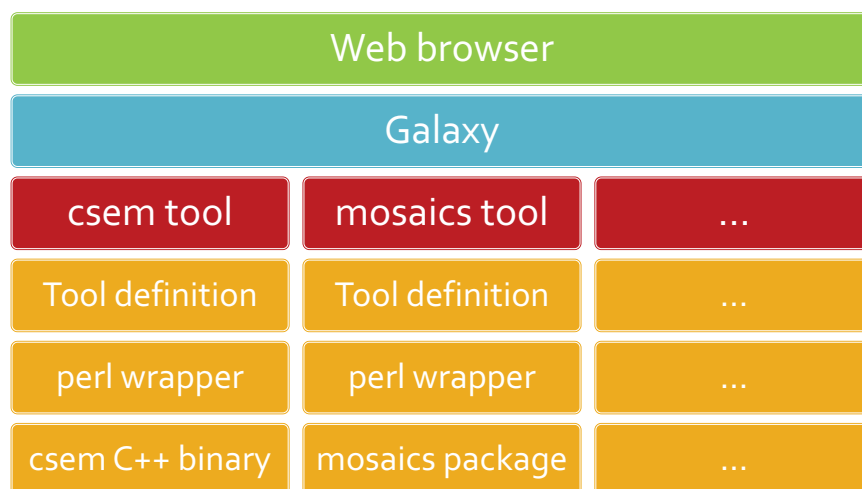 Web browser
Galaxy
csem tool mosaics tool ...
Tool definition Tool definition ...
perl wrapper perl wrapper ...
csem C++ binary mosaics package ...